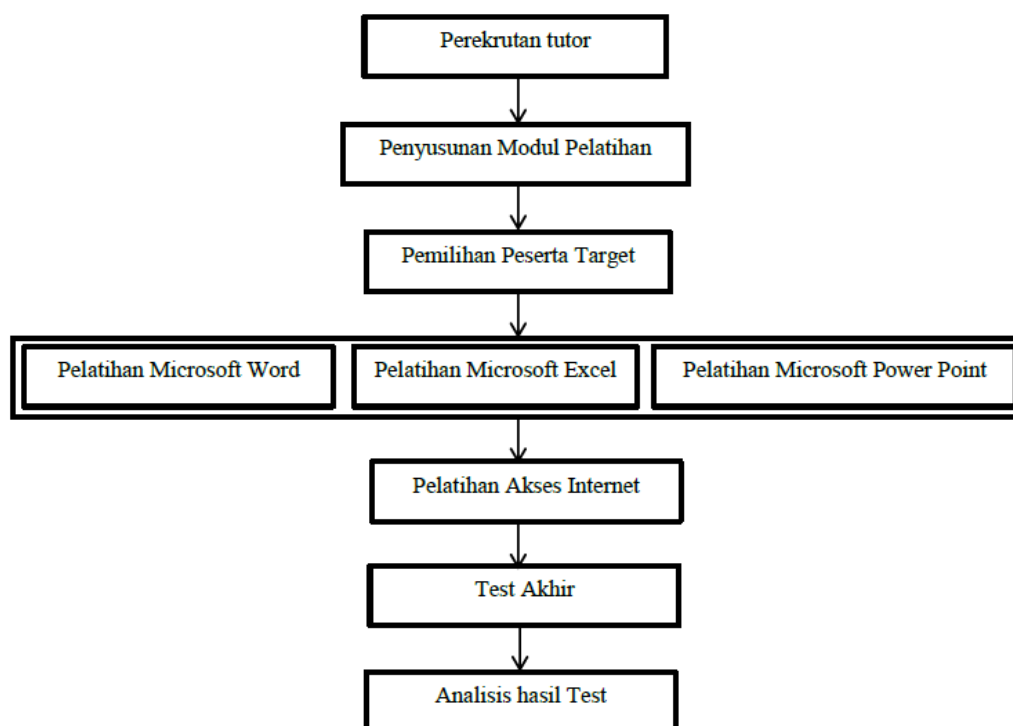 Perekrutan tutor
Penyusunan Modul Pelatihan
Pemilihan Peserta Target
Pelatihan Microsoft Word
Pelatihan Microsoft Excel
Pelatihan Microsoft Power Point
Pelatihan Akses Internet
Test Akhir
Analisis hasil Test